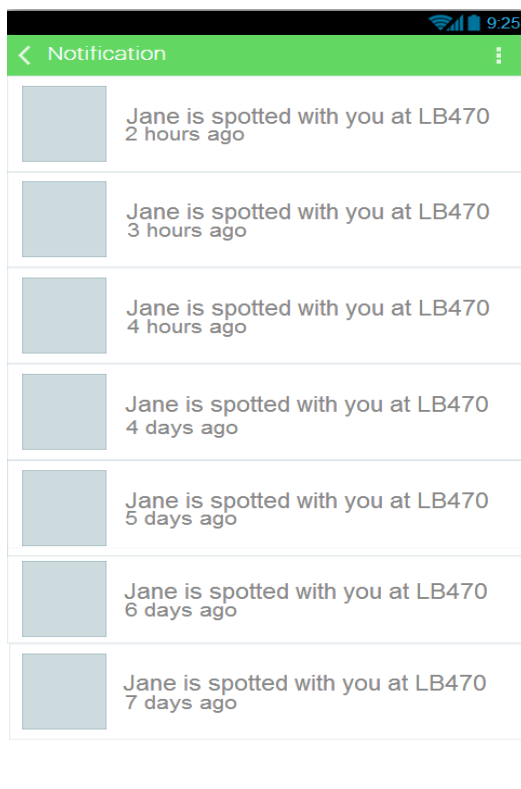 9:25
Notification
Jane is spotted with you at LB470
2 hours ago
Jane is spotted with you at LB470
3 hours ago
Jane is spotted with you at LB470
4 hours ago
Jane is spotted with you at LB470
4 days ago
Jane is spotted with you at LB470
5 days ago
Jane is spotted with you at LB470
6 days ago
Jane is spotted with you at LB470
7 days ago